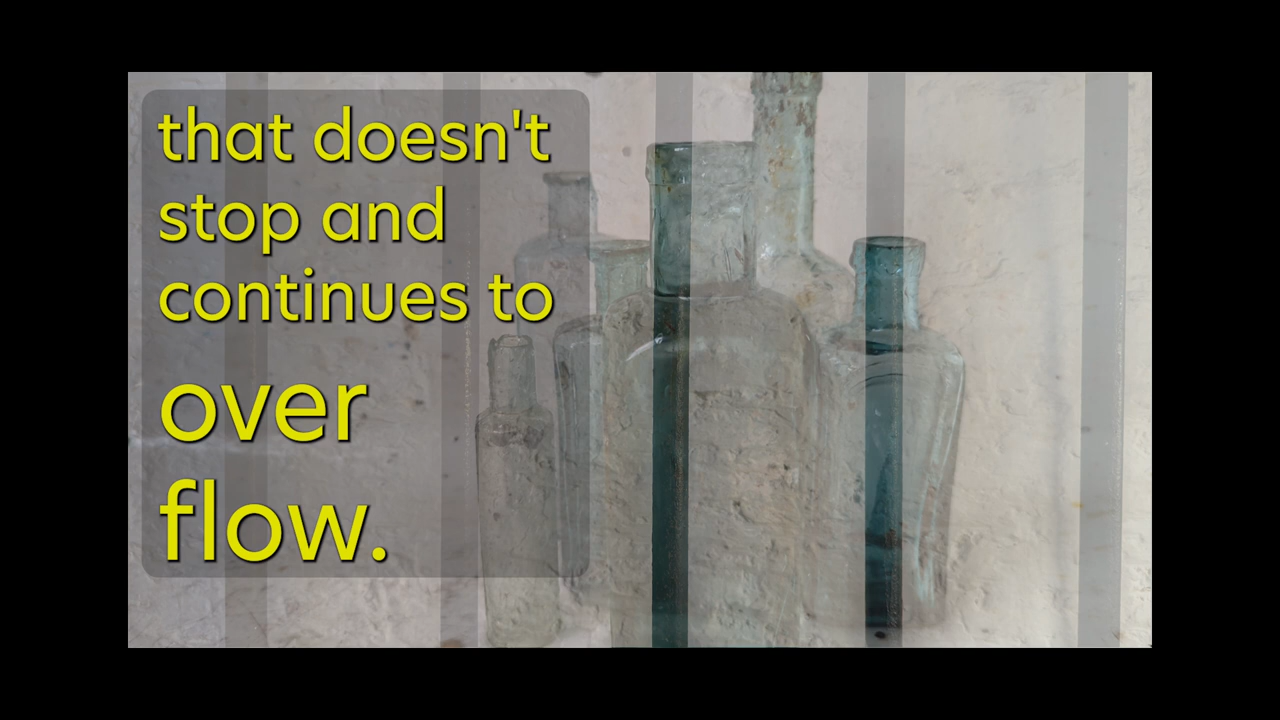 that doesn't
stop and
continues to
over
flow.